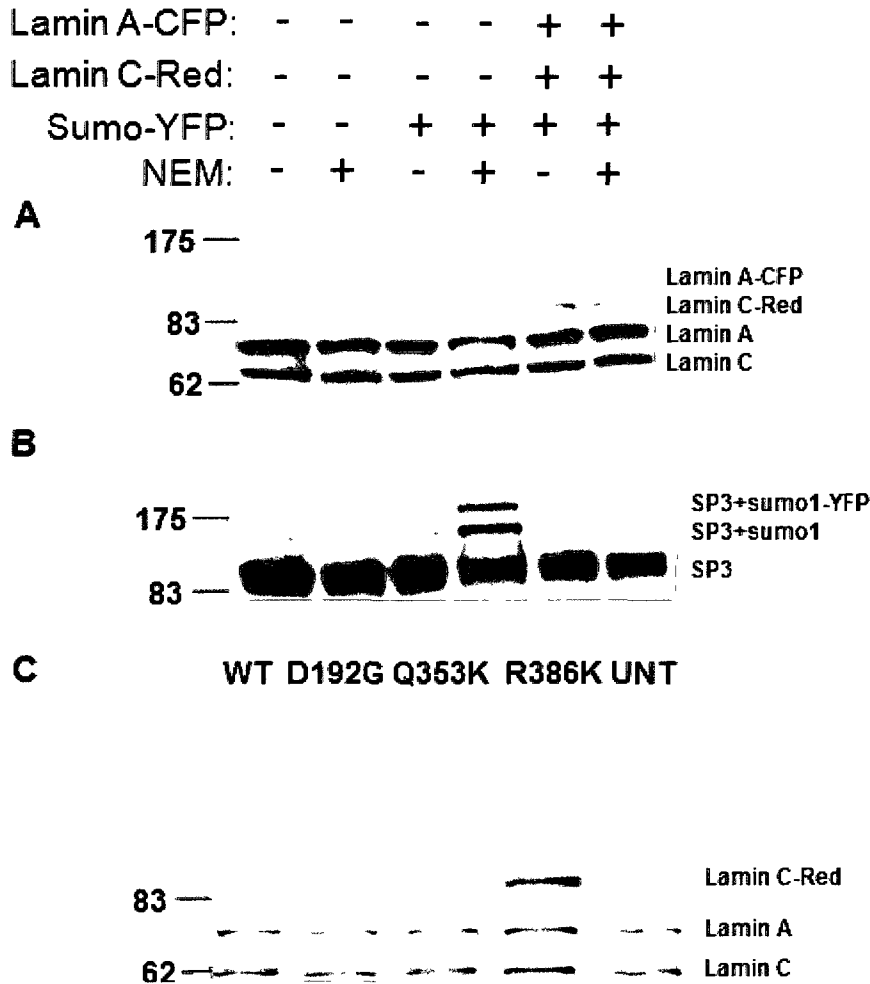 Lamin A-CFP: - - - - + +
Lamin C-Red: - - - - + +
Sumo-YFP: - - + + + +
NEM: - + - + - +
A
175
83
62
Lamin A-CFP
Lamin C-Red
Lamin A
Lamin C
B
175
83
SP3+sumo1-YFP
SP3+sumo1
SP3
C
WT D192G Q353K R386K UNT
83
62
Lamin C-Red
Lamin A
Lamin C